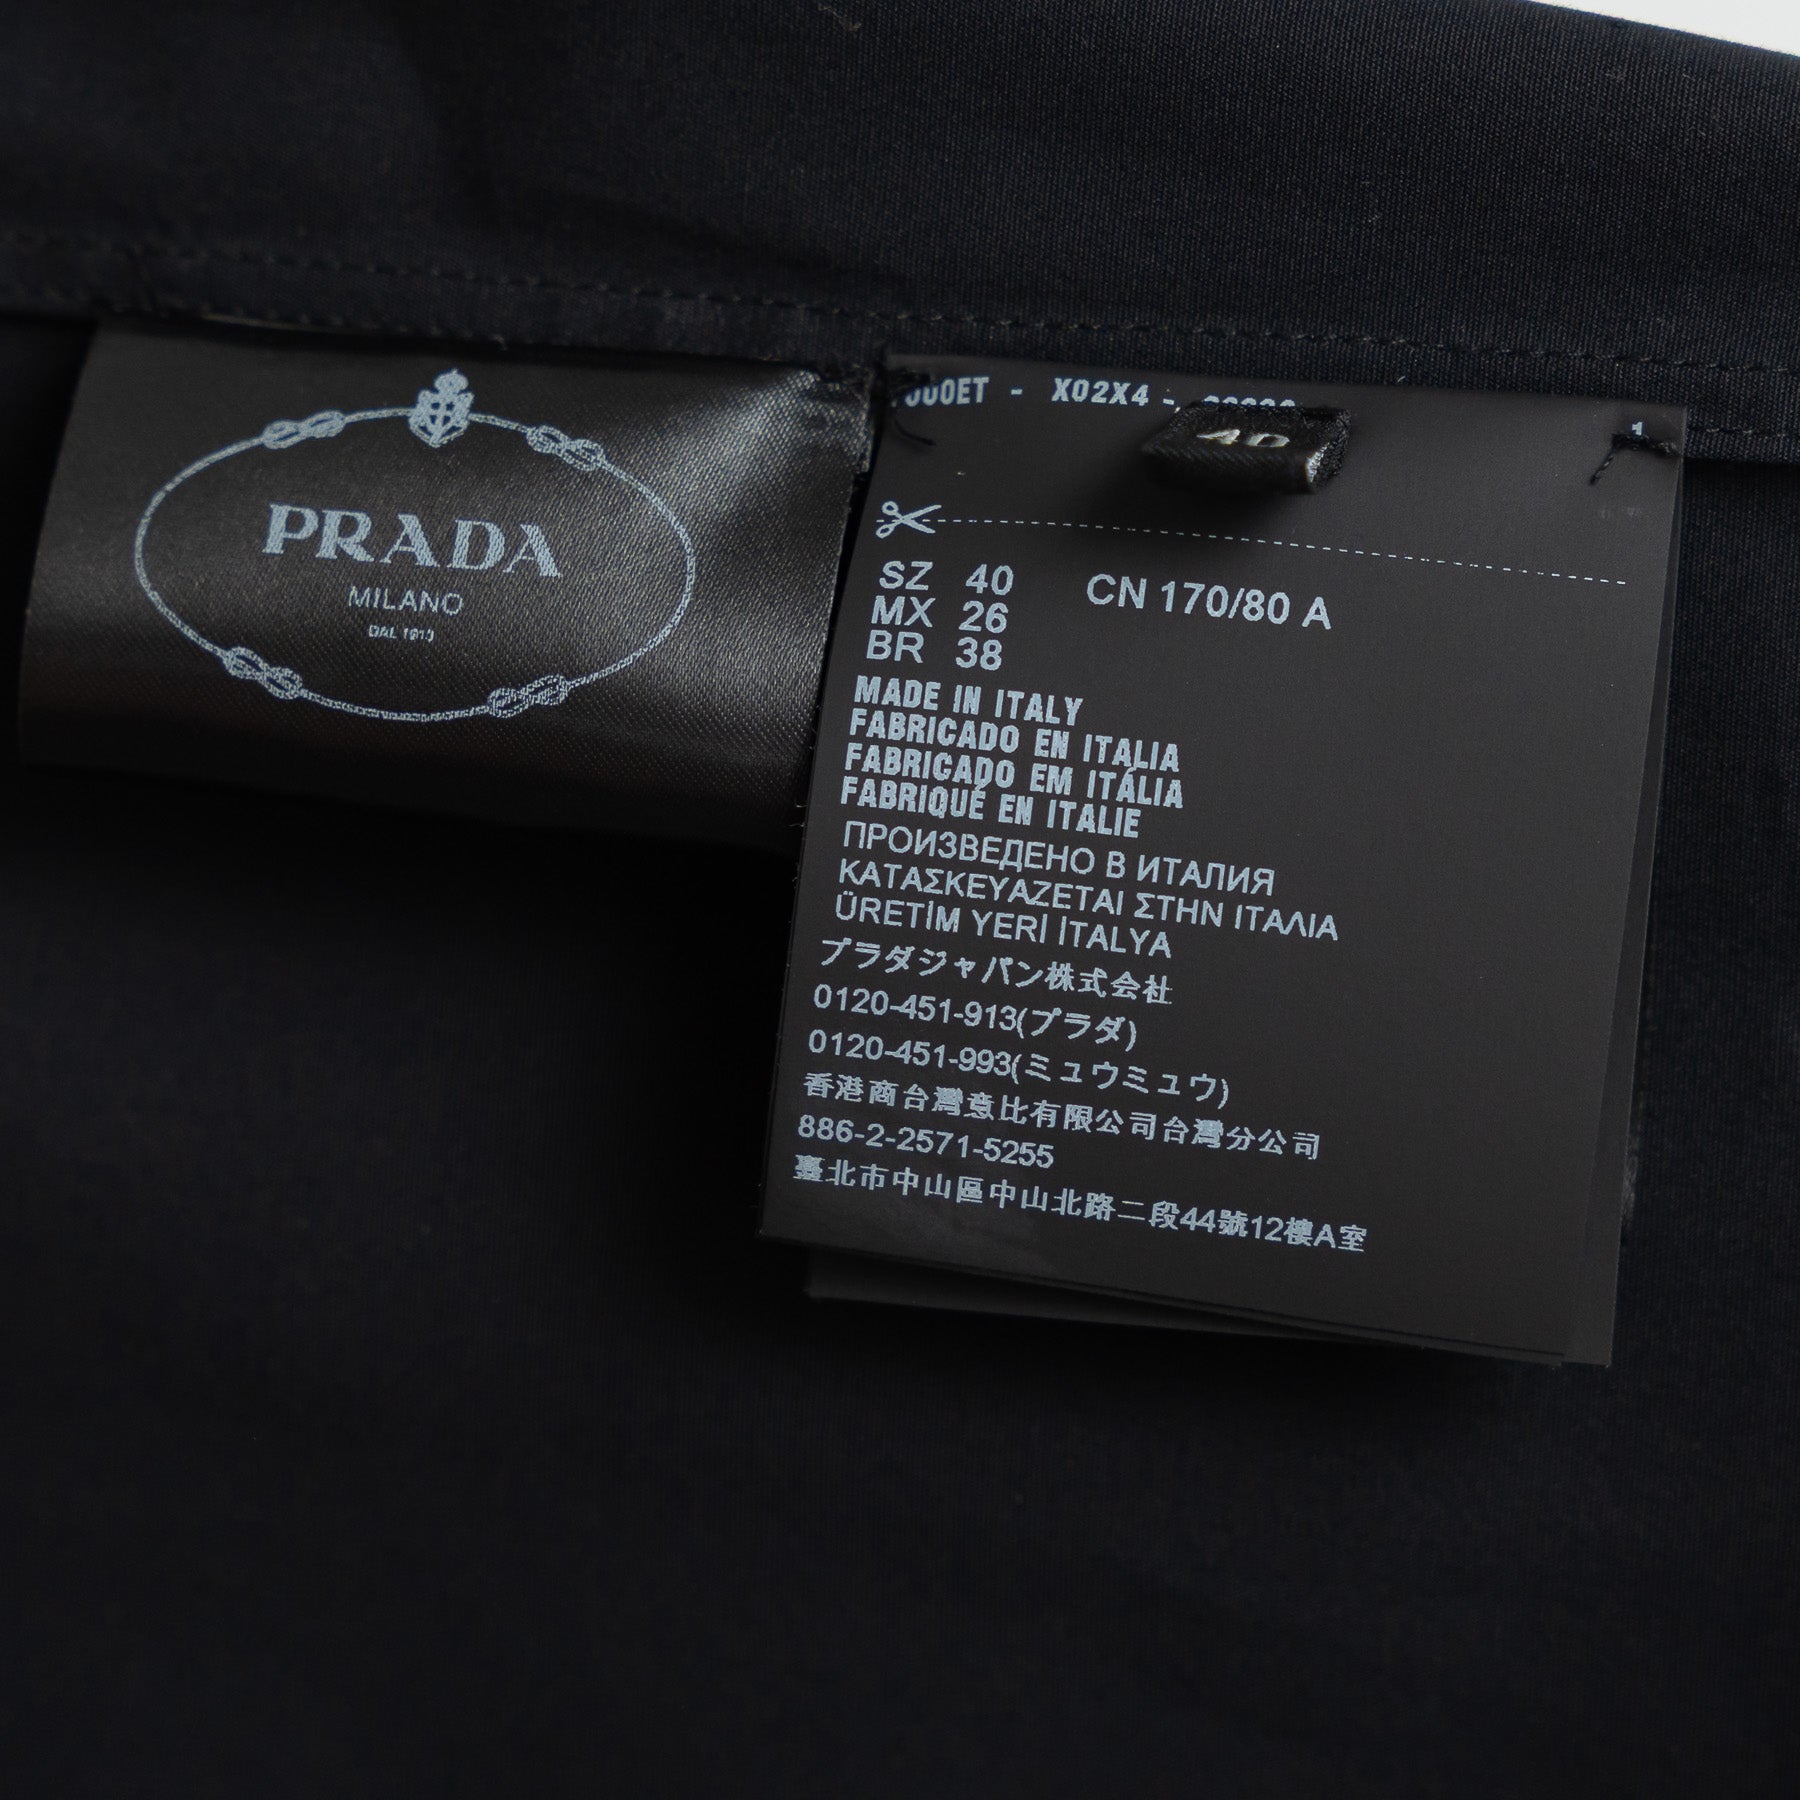 PRADA
MILANO
DAL 1913
X02X4 -
40
1
SZ 40 CN 170/80 A
MX 26
BR 38
MADE IN ITALY
FABRICADO EN ITALIA
FABRICADO EM ITÁLIA
FABRIQUÉ EN ITALIE
ПРОИЗВЕДЕНО В ИТАЛИЯ
ΚΑΤΑΣΚΕΥΑΖΕΤΑΙ ΣΤΗΝ ΙΤΑΛΙΑ
ÜRETİM YERİ İTALYA
プラダジャパン株式会社
0120-451-913(プラダ)
0120-451-993(ミュウミュウ)
香港商台灣意比有限公司台灣分公司
886-2-2571-5255
臺北市中山區中山北路二段44號12樓A室